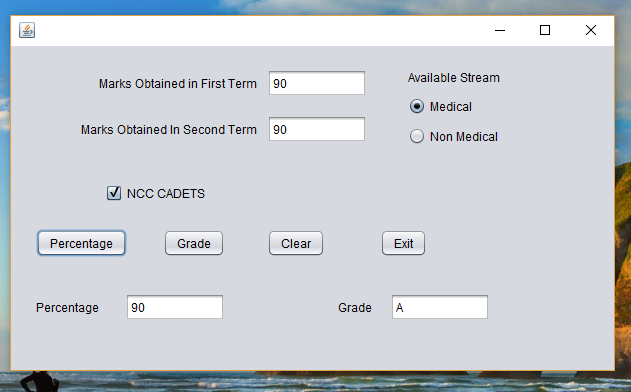 Marks Obtained in First Term 90
Available Stream
Medical
Marks Obtained In Second Term 90
Non Medical
NCC CADETS
Percentage Grade Clear Exit
Percentage 90 Grade A